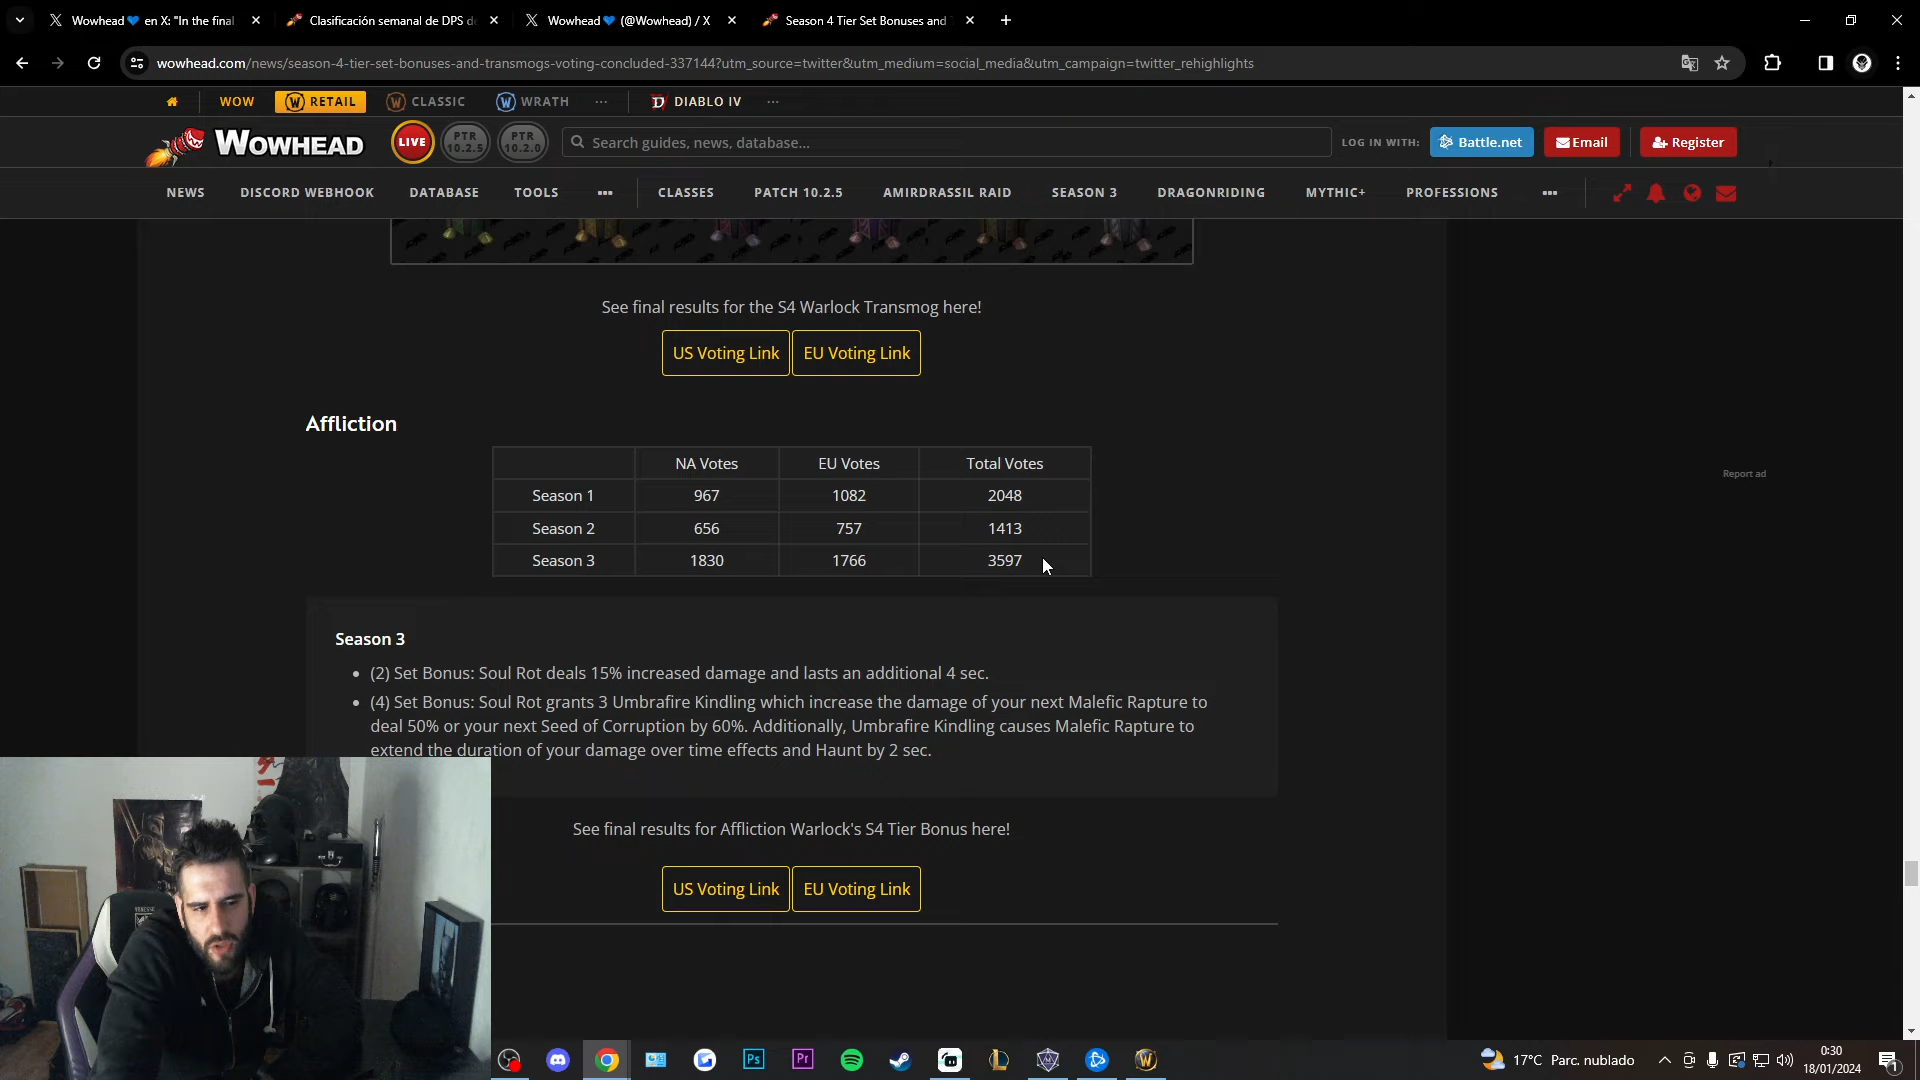 Wowhead💙 en X: "In the final
Clasificación semanal de DPS de
Wowhead💙 (@Wowhead) / X
Season 4 Tier Set Bonuses and
wowhead.com/news/season-4-tier-set-bonuses-and-transmogs-voting-concluded-337144?utm_source=twitter&utm_medium=social_media&utm_campaign=twitter_rehighlights
WOW RETAIL CLASSIC WRATH ... DIABLO IV ...
WOWHEAD LIVE PTR 10.2.5 PTR 10.2.0 Search guides, news, database... LOG IN WITH: Battle.net Email Register
NEWS DISCORD WEBHOOK DATABASE TOOLS ... CLASSES PATCH 10.2.5 AMIRDRASSIL RAID SEASON 3 DRAGONRIDING MYTHIC+ PROFESSIONS ...
See final results for the S4 Warlock Transmog here!
US Voting Link EU Voting Link
Affliction
NA Votes EU Votes Total Votes
Season 1 967 1082 2048
Season 2 656 757 1413
Season 3 1830 1766 3597
Report ad
Season 3
• (2) Set Bonus: Soul Rot deals 15% increased damage and lasts an additional 4 sec.
• (4) Set Bonus: Soul Rot grants 3 Umbrafire Kindling which increase the damage of your next Malefic Rapture to
deal 50% or your next Seed of Corruption by 60%. Additionally, Umbrafire Kindling causes Malefic Rapture to
extend the duration of your damage over time effects and Haunt by 2 sec.
See final results for Affliction Warlock's S4 Tier Bonus here!
US Voting Link EU Voting Link
Ps Pr
17°C Parc. nublado
0:30
18/01/2024
1